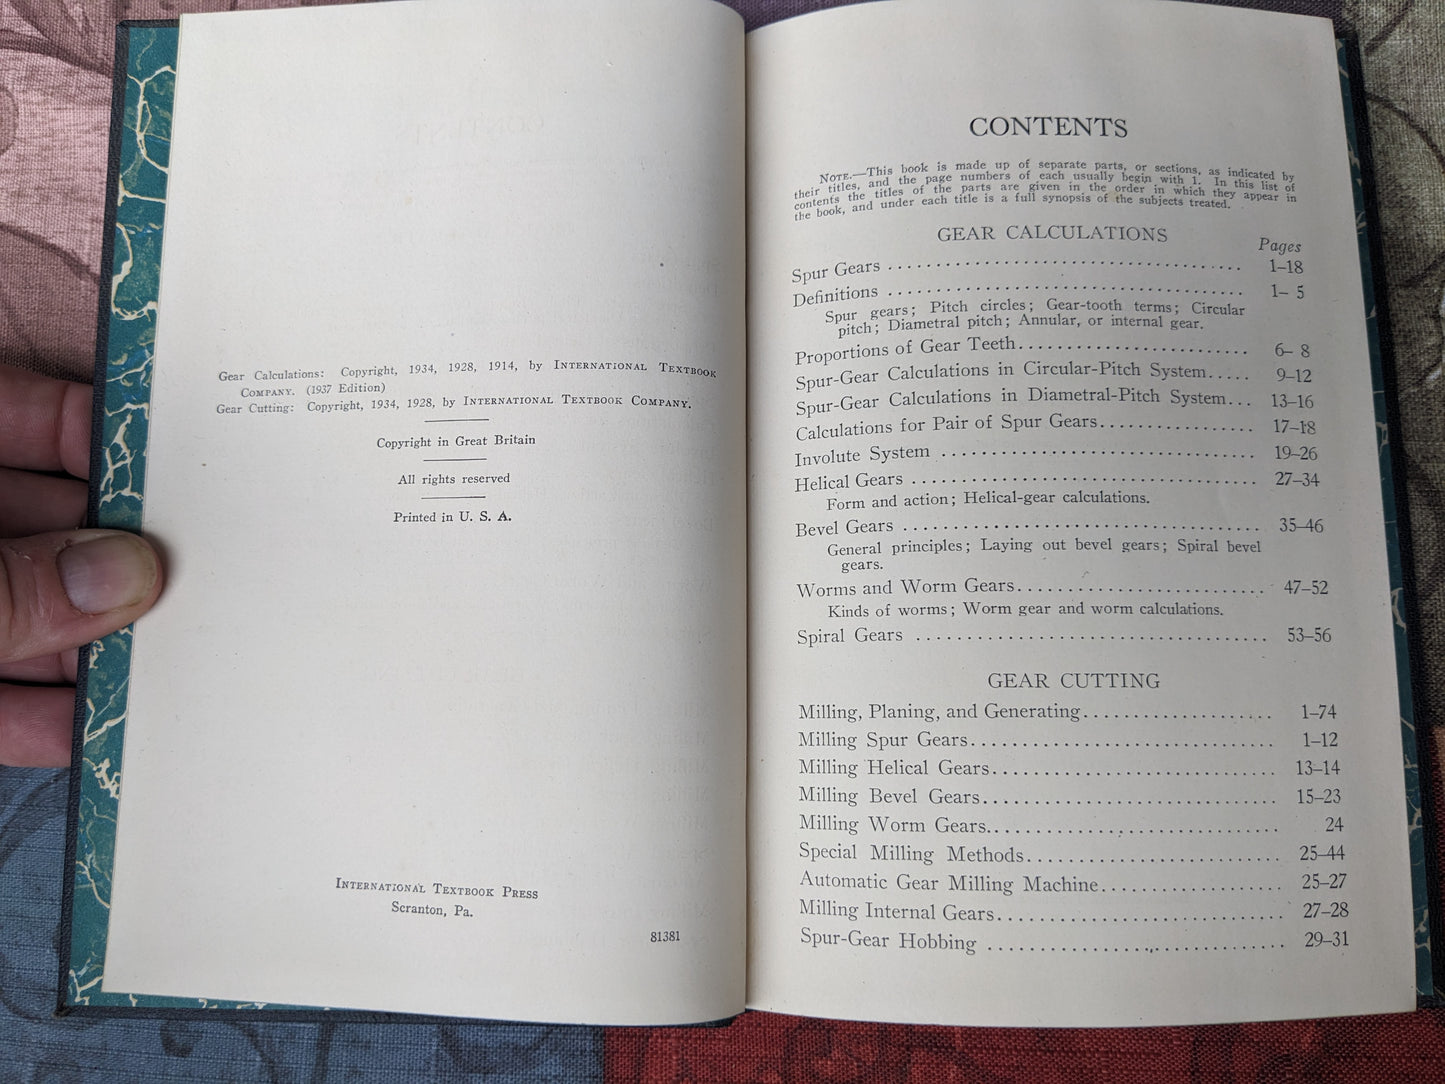 Gear Calculations: Copyright, 1934, 1928, 1914, by INTERNATIONAL TEXTBOOK
COMPANY. (1937 Edition)
Gear Cutting: Copyright, 1934, 1928, by INTERNATIONAL TEXTBOOK COMPANY.
Copyright in Great Britain
All rights reserved
Printed in U. S. A.
INTERNATIONAL TEXTBOOK PRESS
Scranton, Pa.
81381
CONTENTS
NOTE.—This book is made up of separate parts, or sections, as indicated by
their titles, and the page numbers of each usually begin with 1. In this list of
contents the titles of the parts are given in the order in which they appear in
the book, and under each title is a full synopsis of the subjects treated.
GEAR CALCULATIONS
Pages
Spur Gears 1–18
Definitions 1– 5
Spur gears; Pitch circles; Gear-tooth terms; Circular
pitch; Diametral pitch; Annular, or internal gear.
Proportions of Gear Teeth 6– 8
Spur-Gear Calculations in Circular-Pitch System 9–12
Spur-Gear Calculations in Diametral-Pitch System 13–16
Calculations for Pair of Spur Gears 17–18
Involute System 19–26
Helical Gears 27–34
Form and action; Helical-gear calculations.
Bevel Gears 35–46
General principles; Laying out bevel gears; Spiral bevel
gears.
Worms and Worm Gears 47–52
Kinds of worms; Worm gear and worm calculations.
Spiral Gears 53–56
GEAR CUTTING
Milling, Planing, and Generating 1–74
Milling Spur Gears 1–12
Milling Helical Gears 13–14
Milling Bevel Gears 15–23
Milling Worm Gears 24
Special Milling Methods 25–44
Automatic Gear Milling Machine 25–27
Milling Internal Gears 27–28
Spur-Gear Hobbing 29–31